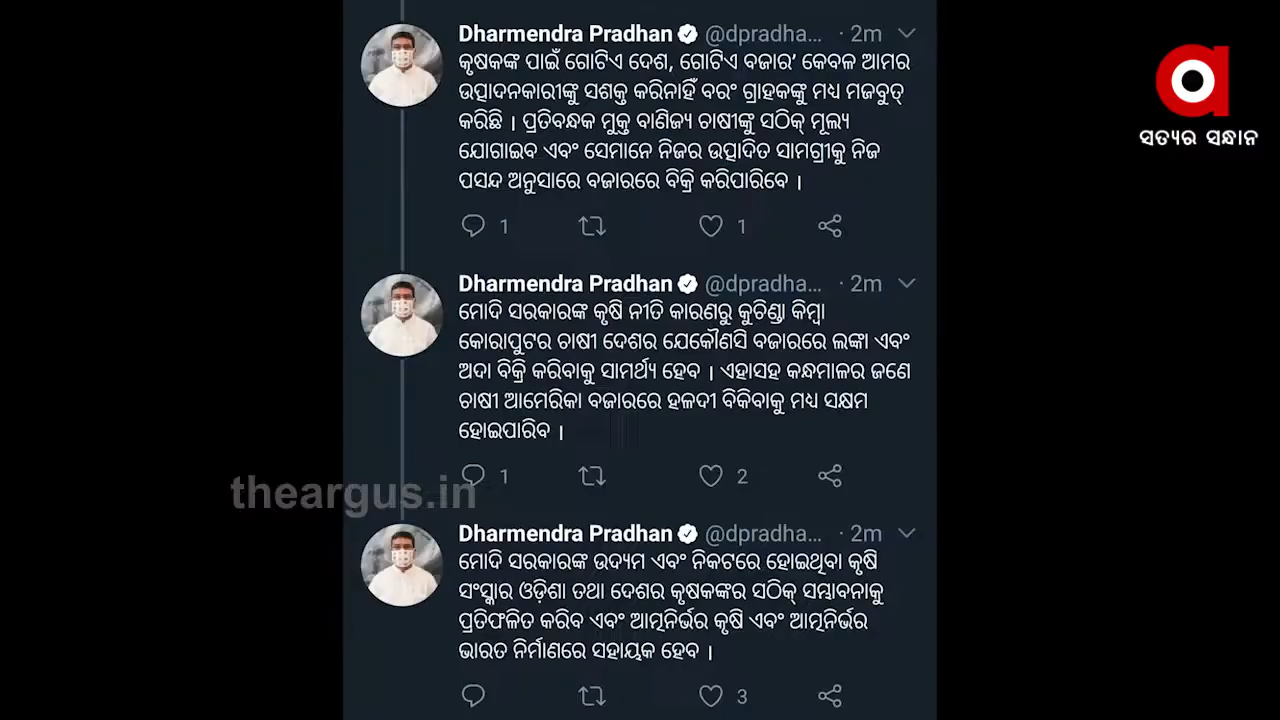 Dharmendra Pradhan @dpradha... · 2m
କୃଷକଙ୍କ ପାଇଁ ଗୋଟିଏ ଦେଶ, ଗୋଟିଏ ବଜାର’ କେବଳ ଆମର
ଉତ୍ପାଦନକାରୀଙ୍କୁ ସଶକ୍ତ କରିନାହିଁ ବରଂ ଗ୍ରାହକଙ୍କୁ ମଧ୍ୟ ମଜବୁତ୍
କରିଛି । ପ୍ରତିବନ୍ଧକ ମୁକ୍ତ ବାଣିଜ୍ୟ ଚାଷୀଙ୍କୁ ସଠିକ୍ ମୂଲ୍ୟ
ଯୋଗାଇବ ଏବଂ ସେମାନେ ନିଜର ଉତ୍ପାଦିତ ସାମଗ୍ରୀକୁ ନିଜ
ପସନ୍ଦ ଅନୁସାରେ ବଜାରରେ ବିକ୍ରି କରିପାରିବେ ।
1 1
Dharmendra Pradhan @dpradha... · 2m
ମୋଦି ସରକାରଙ୍କ କୃଷି ନୀତି କାରଣରୁ କୁଚିଣ୍ଡା କିମ୍ବା
କୋରାପୁଟର ଚାଷୀ ଦେଶର ଯେକୌଣସି ବଜାରରେ ଲଙ୍କା ଏବଂ
ଅଦା ବିକ୍ରି କରିବାକୁ ସାମର୍ଥ୍ୟ ହେବ । ଏହାସହ କନ୍ଧମାଳର ଜଣେ
ଚାଷୀ ଆମେରିକା ବଜାରରେ ହଳଦୀ ବିକିବାକୁ ମଧ୍ୟ ସକ୍ଷମ
ହୋଇପାରିବ ।
1 2
Dharmendra Pradhan @dpradha... · 2m
ମୋଦି ସରକାରଙ୍କ ଉଦ୍ୟମ ଏବଂ ନିକଟରେ ହୋଇଥିବା କୃଷି
ସଂସ୍କାର ଓଡ଼ିଶା ତଥା ଦେଶର କୃଷକଙ୍କର ସଠିକ୍ ସମ୍ଭାବନାକୁ
ପ୍ରତିଫଳିତ କରିବ ଏବଂ ଆତ୍ମନିର୍ଭର କୃଷି ଏବଂ ଆତ୍ମନିର୍ଭର
ଭାରତ ନିର୍ମାଣରେ ସହାୟକ ହେବ ।
3
ସତ୍ୟର ସନ୍ଧାନ
theargus.in